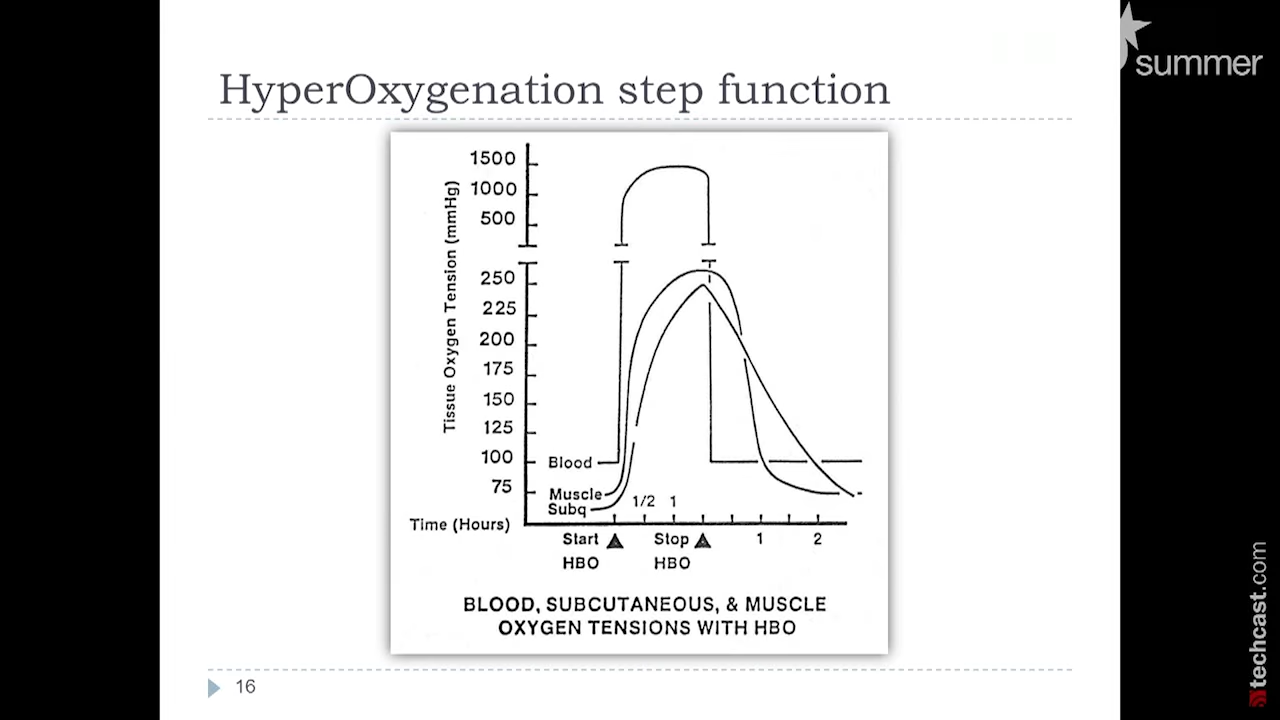 summer
HyperOxygenation step function
Tissue Oxygen Tension (mmHg)
1500
1000
500
250
225
200
175
150
125
100
75
Blood
Muscle
Subq
1/2 1
Time (Hours)
Start Stop 1 2
HBO HBO
BLOOD, SUBCUTANEOUS, & MUSCLE
OXYGEN TENSIONS WITH HBO
16
techcast.com